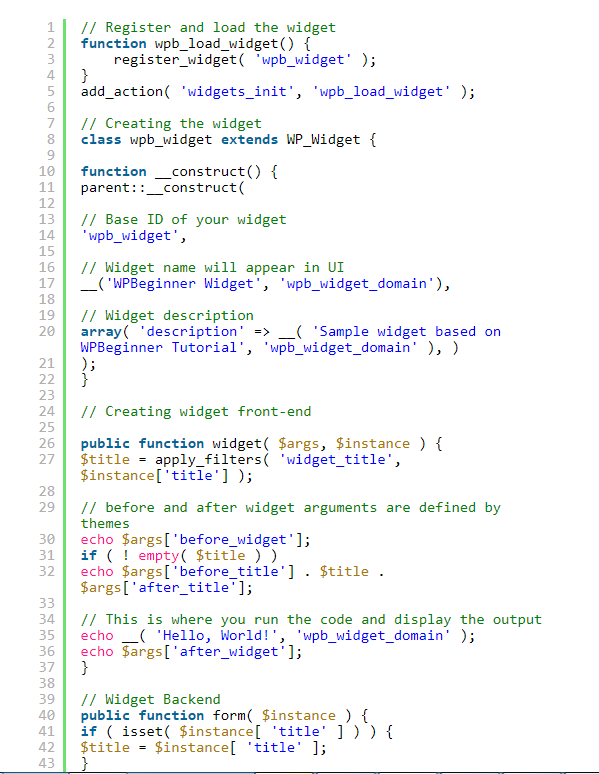 1 // Register and load the widget
2 function wpb_load_widget() {
3     register_widget( 'wpb_widget' );
4 }
5 add_action( 'widgets_init', 'wpb_load_widget' );
6
7 // Creating the widget
8 class wpb_widget extends WP_Widget {
9
10 function __construct() {
11 parent::__construct(
12
13 // Base ID of your widget
14 'wpb_widget',
15
16 // Widget name will appear in UI
17 __('WPBeginner Widget', 'wpb_widget_domain'),
18
19 // Widget description
20 array( 'description' => __( 'Sample widget based on
WPBeginner Tutorial', 'wpb_widget_domain' ), )
21 );
22 }
23
24 // Creating widget front-end
25
26 public function widget( $args, $instance ) {
27 $title = apply_filters( 'widget_title',
$instance['title'] );
28
29 // before and after widget arguments are defined by
themes
30 echo $args['before_widget'];
31 if ( ! empty( $title ) )
32 echo $args['before_title'] . $title .
$args['after_title'];
33
34 // This is where you run the code and display the output
35 echo __( 'Hello, World!', 'wpb_widget_domain' );
36 echo $args['after_widget'];
37 }
38
39 // Widget Backend
40 public function form( $instance ) {
41 if ( isset( $instance[ 'title' ] ) ) {
42 $title = $instance[ 'title' ];
43 }